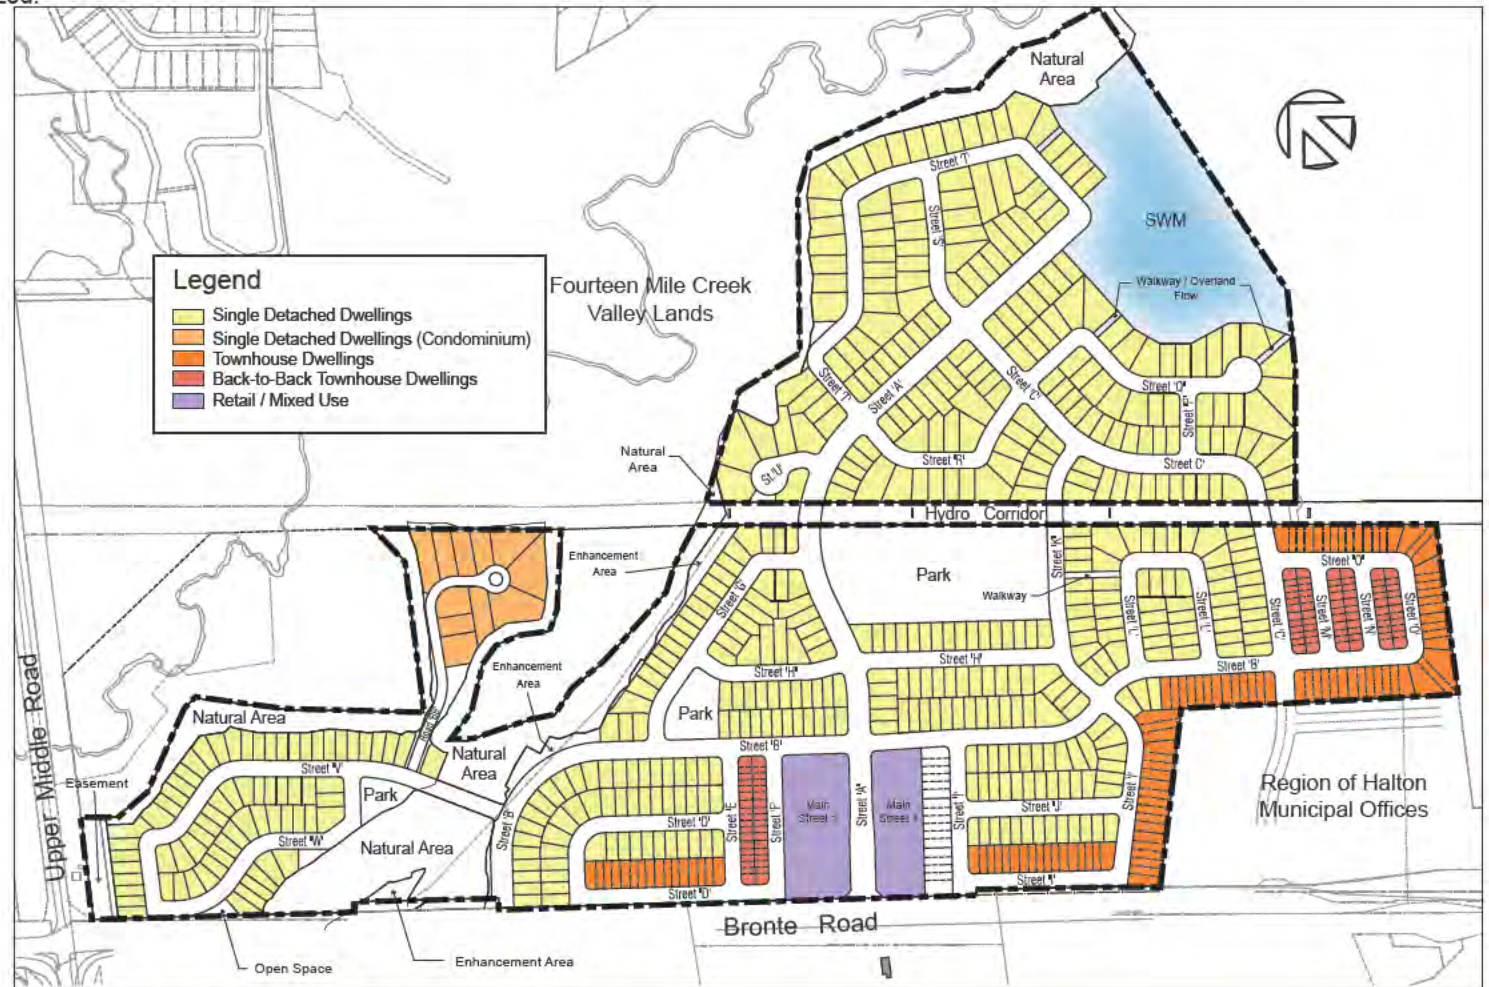 Natural
Area
Street 'T'
Street 'S'
SWM
Walkway / Overland
Flow
Fourteen Mile Creek
Valley Lands
Legend
Single Detached Dwellings
Single Detached Dwellings (Condominium)
Townhouse Dwellings
Back-to-Back Townhouse Dwellings
Retail / Mixed Use
Street 'T'
Street 'A'
Street 'C'
Street 'Q'
Street 'R'
Street 'C'
St. 'U'
Natural
Area
Hydro Corridor
Enhancement
Area
Park
Street 'K'
Walkway
Street 'G'
Street 'L'
Street 'L'
Street 'C'
Street 'O'
Street 'M'
Street 'N'
Street 'O'
Street 'H'
Street 'H'
Street 'B'
Enhancement
Area
Park
Natural Area
Natural
Area
Street 'B'
Upper Middle Road
Easement
Street 'V'
Park
Street 'W'
Natural Area
Street 'B'
Street 'D'
Street 'E'
Street 'F'
Main
Street
Street 'A'
Main
Street
Street 'J'
Street 'I'
Street 'D'
Region of Halton
Municipal Offices
Bronte Road
Open Space
Enhancement Area